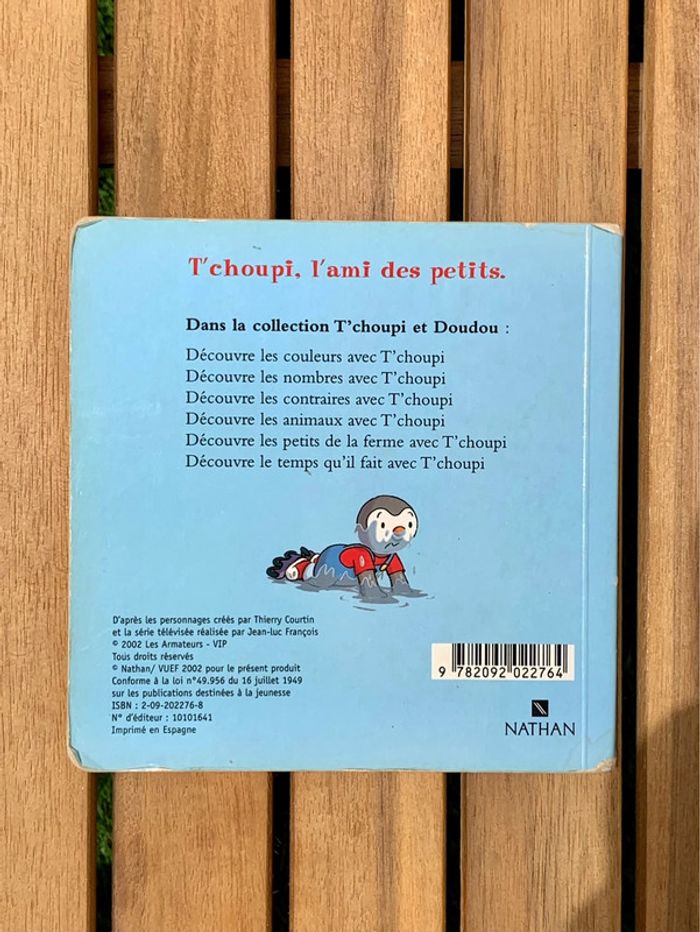 T'choupi, l'ami des petits.
Dans la collection T'choupi et Doudou :
Découvre les couleurs avec T'choupi
Découvre les nombres avec T'choupi
Découvre les contraires avec T'choupi
Découvre les animaux avec T'choupi
Découvre les petits de la ferme avec T'choupi
Découvre le temps qu'il fait avec T'choupi
D'après les personnages créés par Thierry Courtin
et la série télévisée réalisée par Jean-luc François
© 2002 Les Armateurs - VIP
Tous droits réservés
© Nathan/ VUEF 2002 pour le présent produit
Conforme à la loi n°49.956 du 16 juillet 1949
sur les publications destinées à la jeunesse
ISBN : 2-09-202276-8
N° d'éditeur : 10101641
Imprimé en Espagne
9 782092 022764
NATHAN